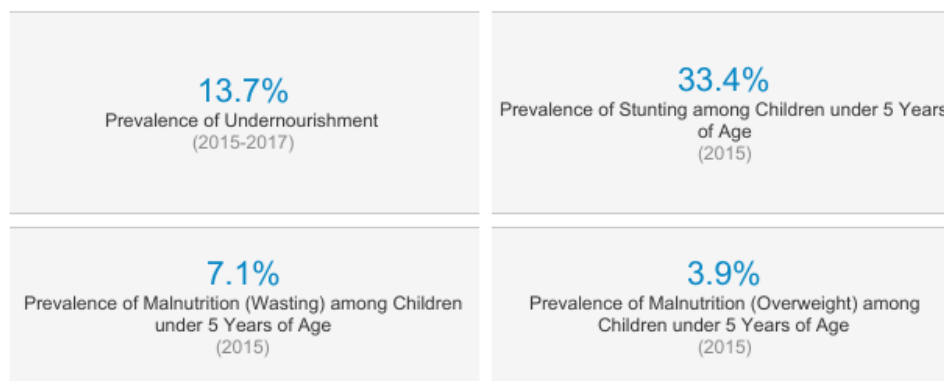 13.7%
Prevalence of Undernourishment
(2015-2017)
33.4%
Prevalence of Stunting among Children under 5 Years
of Age
(2015)
7.1%
Prevalence of Malnutrition (Wasting) among Children
under 5 Years of Age
(2015)
3.9%
Prevalence of Malnutrition (Overweight) among
Children under 5 Years of Age
(2015)